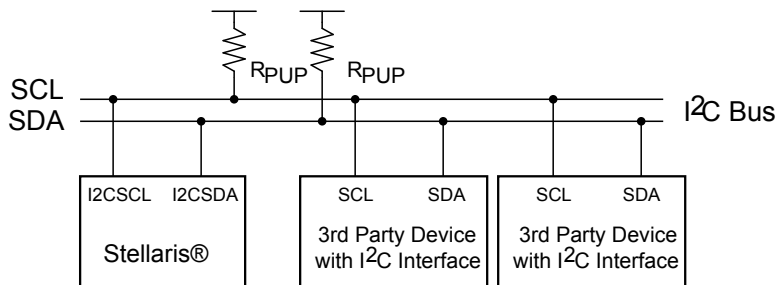 RPUP RPUP
SCL
SDA
I2C Bus
I2CSCL I2CSDA
Stellaris®
SCL SDA
3rd Party Device
with I2C Interface
SCL SDA
3rd Party Device
with I2C Interface